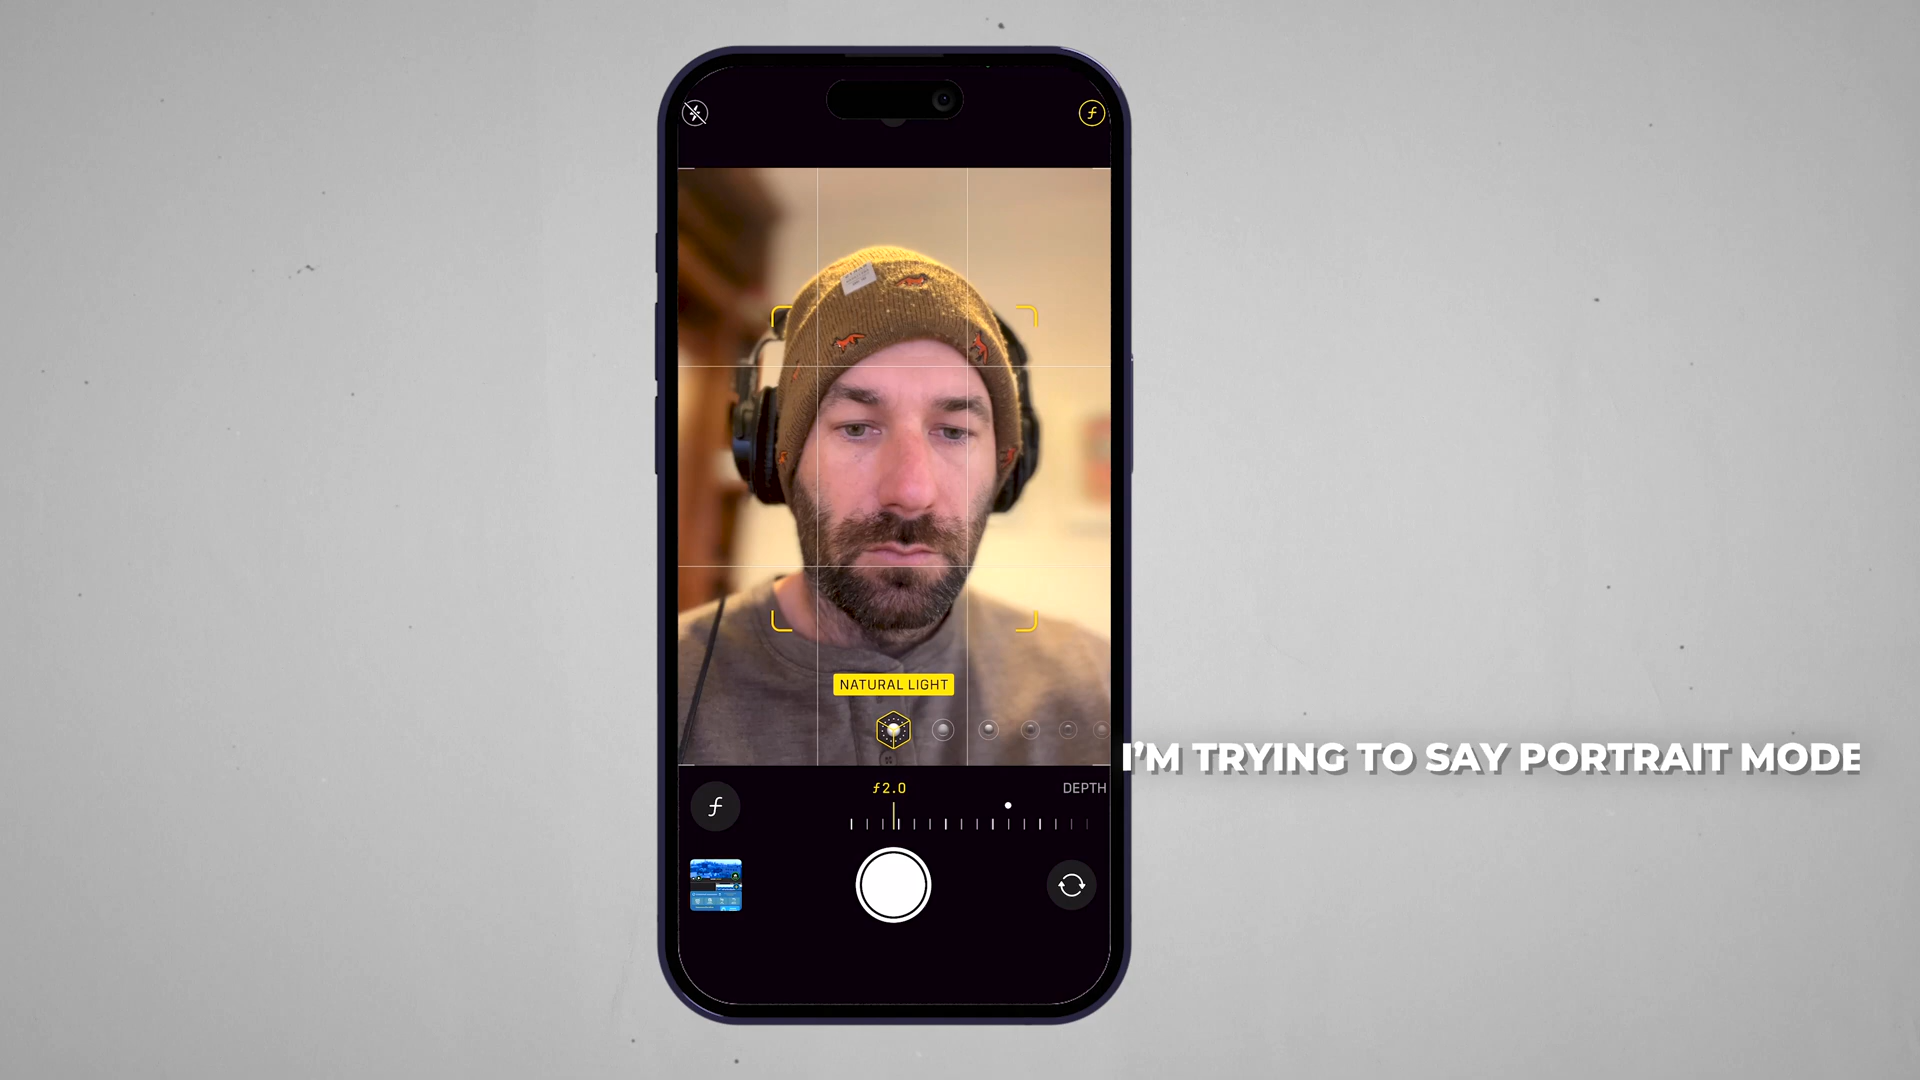 NATURAL LIGHT
I'M TRYING TO SAY PORTRAIT MODE
ƒ2.0
DEPTH